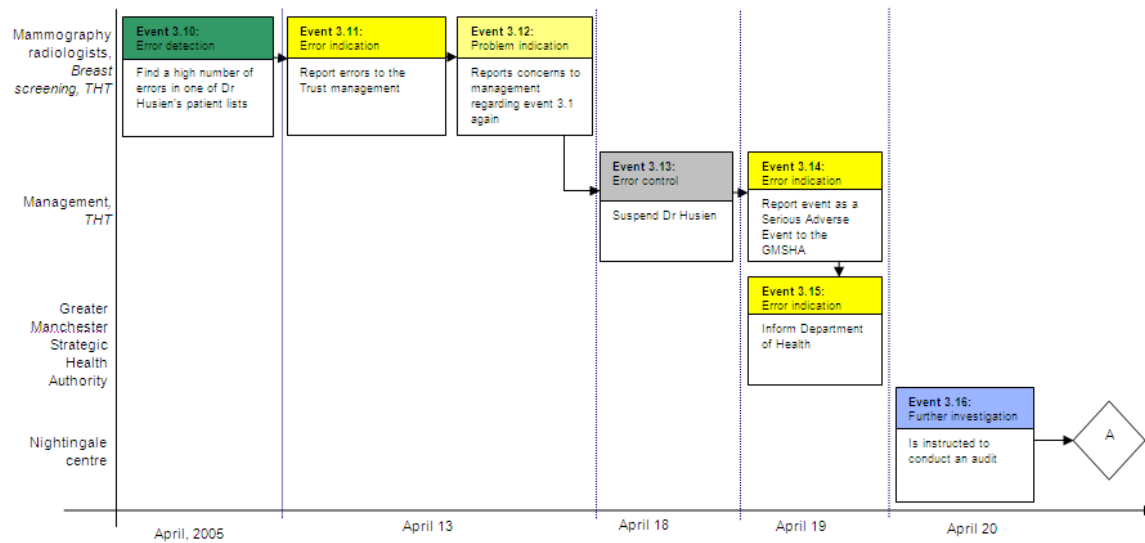 Mammography
radiologists,
Breast
screening, THT
Event 3.10:
Error detection
Find a high number of
errors in one of Dr
Husien's patient lists
Event 3.11:
Error indication
Report errors to the
Trust management
Event 3.12:
Problem indication
Reports concerns to
management
regarding event 3.1
again
Management,
THT
Event 3.13:
Error control
Suspend Dr Husien
Event 3.14:
Error indication
Report event as a
Serious Adverse
Event to the
GMSHA
Greater
Manchester
Strategic
Health
Authority
Event 3.15:
Error indication
Inform Department
of Health
Nightingale
centre
Event 3.16:
Further investigation
Is instructed to
conduct an audit
A
April, 2005
April 13
April 18
April 19
April 20